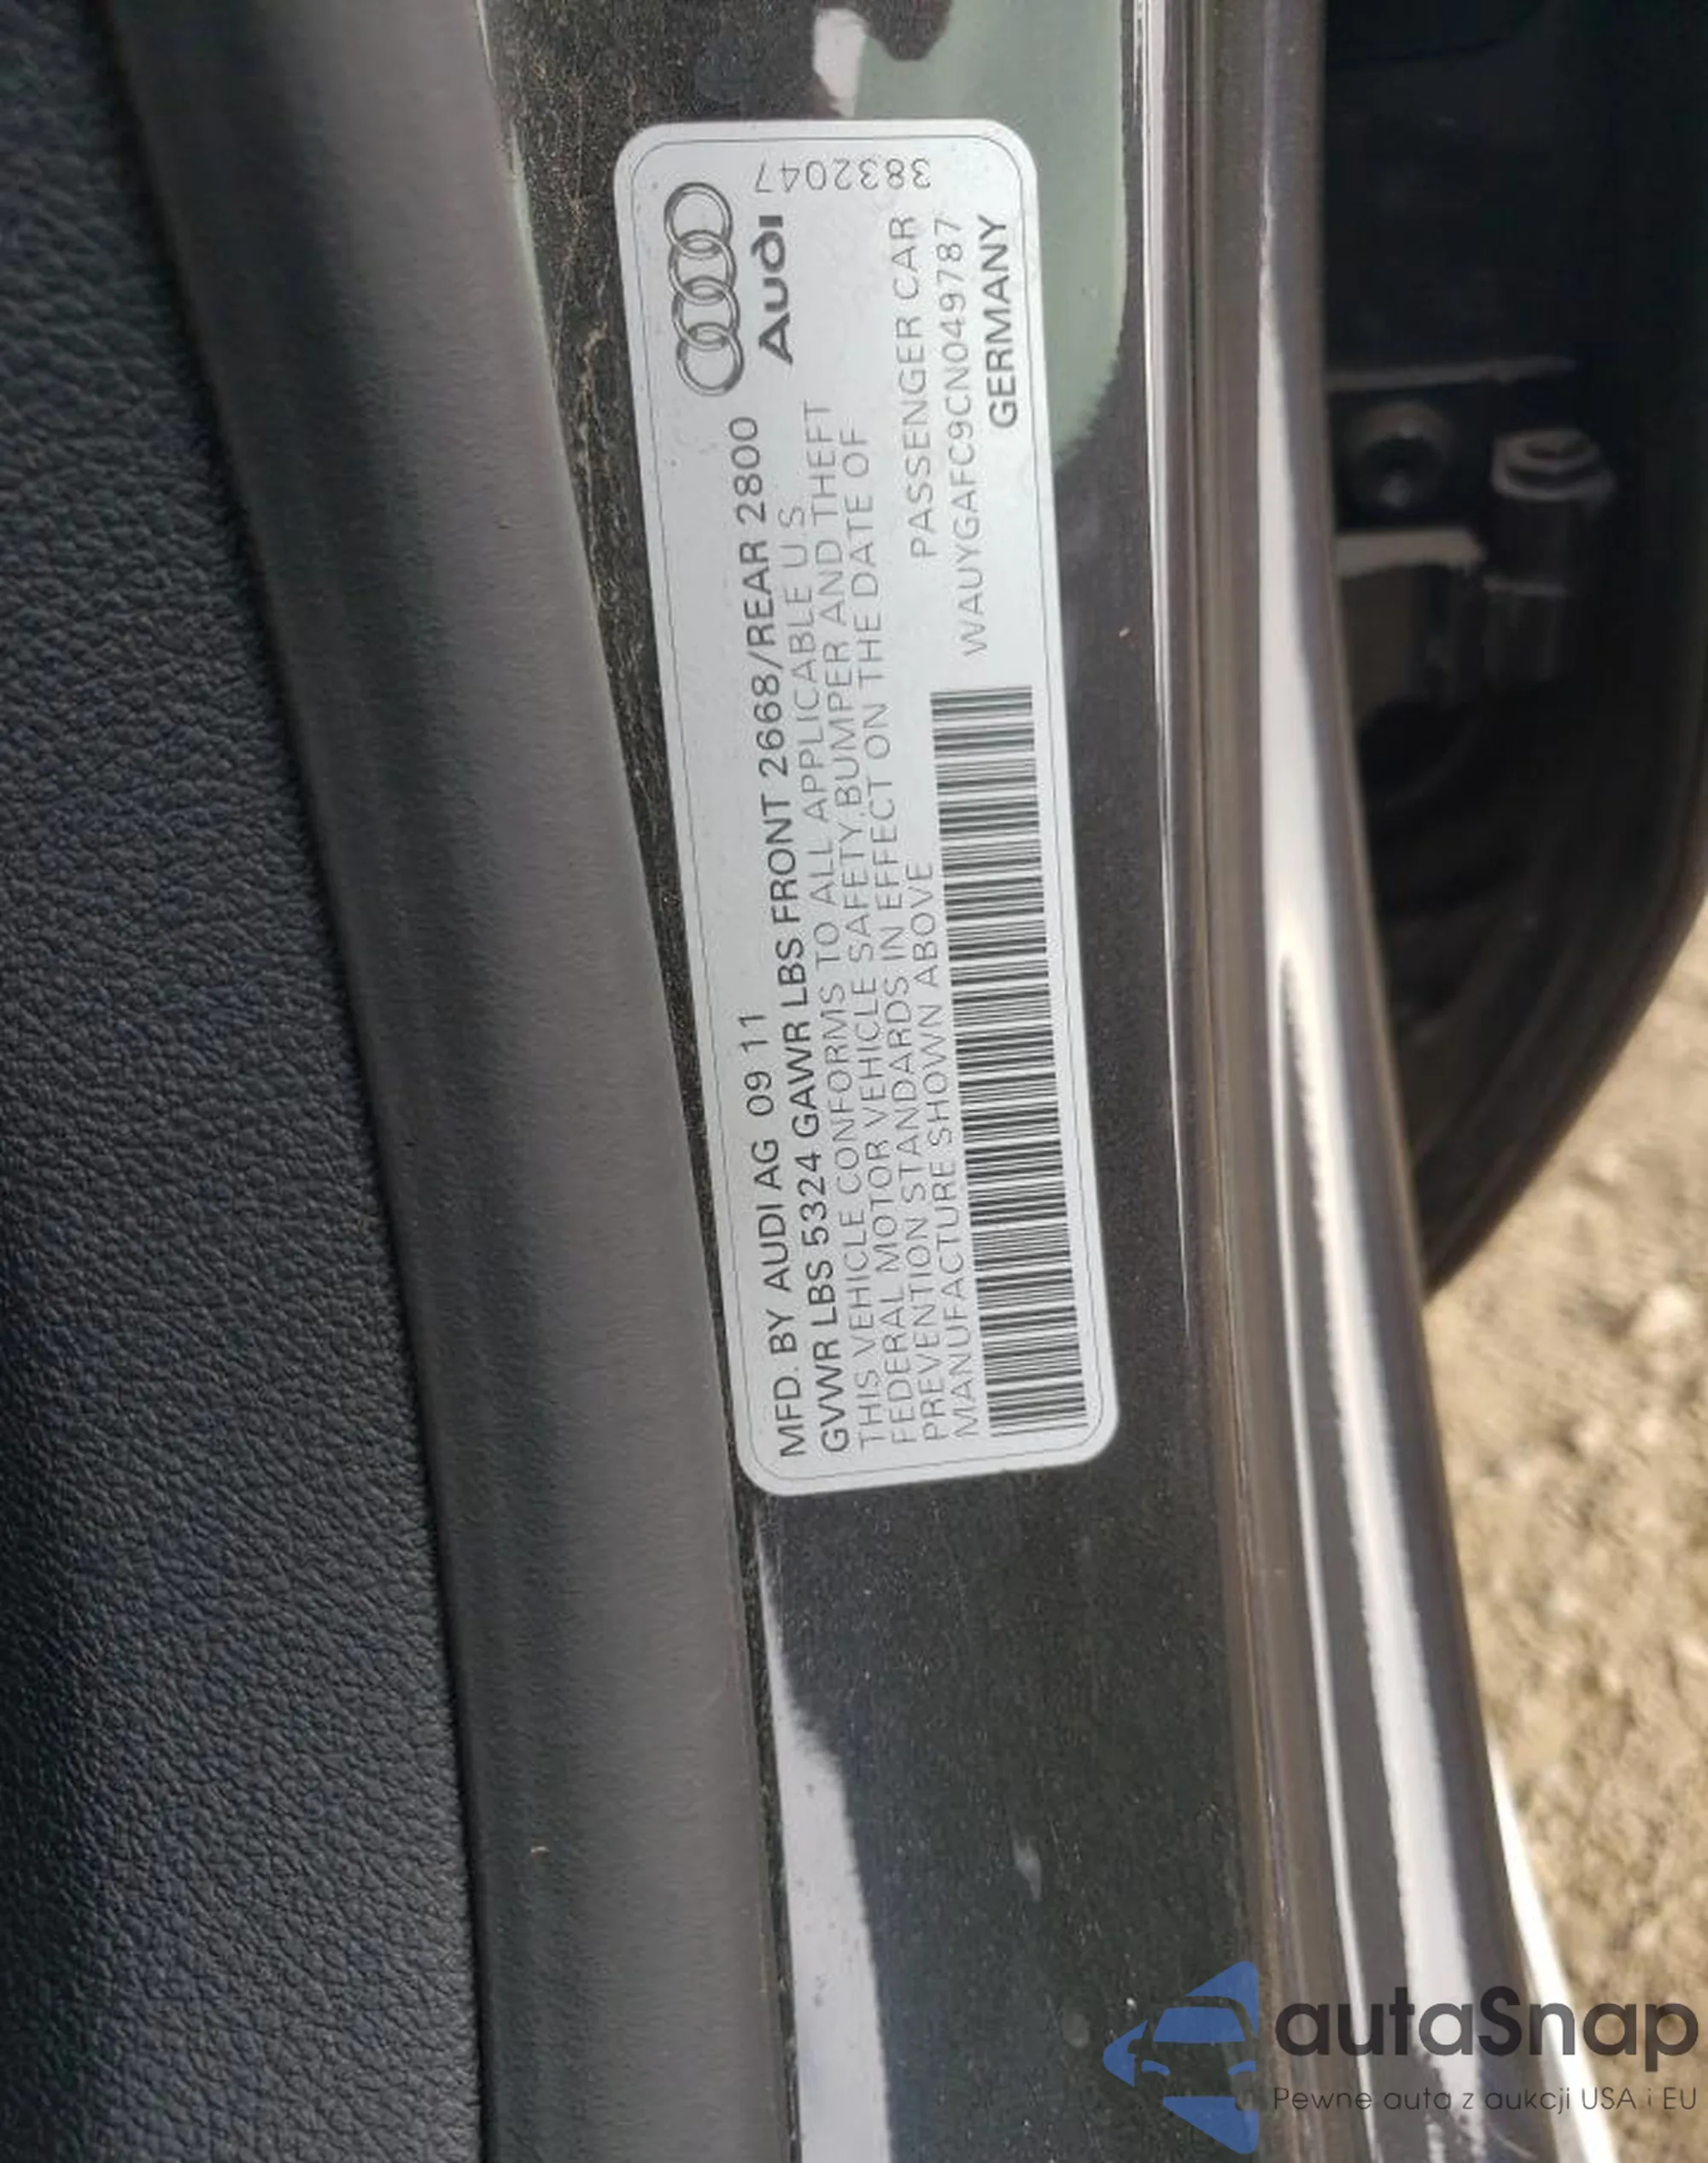 MFD. BY AUDI AG 09 11
GVWR LBS 5324 GAWR LBS FRONT 2668/REAR 2800
THIS VEHICLE CONFORMS TO ALL APPLICABLE U S
FEDERAL MOTOR VEHICLE SAFETY, BUMPER AND THEFT
PREVENTION STANDARDS IN EFFECT ON THE DATE OF
MANUFACTURE SHOWN ABOVE
Audi
PASSENGER CAR
WAUYGAFC9CN049787
GERMANY
3832047
autaSnap
Pewne auta z aukcji USA i EU